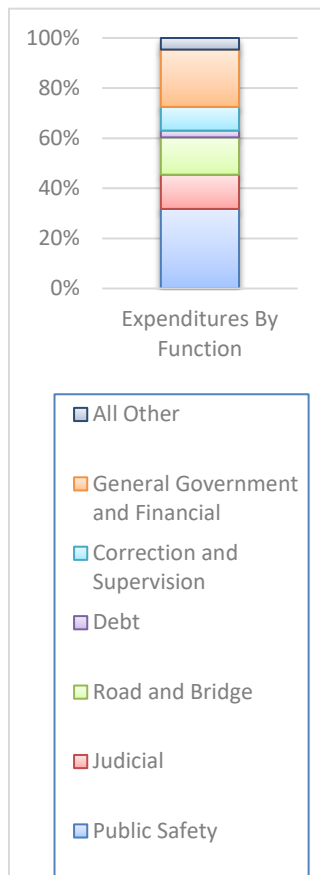 100%
80%
60%
40%
20%
0%
Expenditures By
Function
All Other
General Government
and Financial
Correction and
Supervision
Debt
Road and Bridge
Judicial
Public Safety